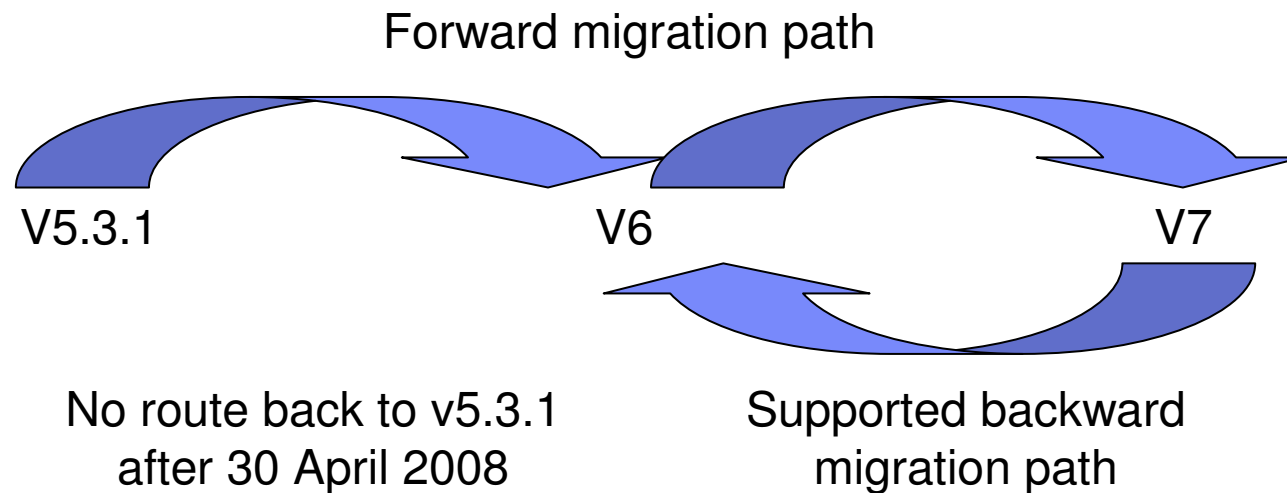 Forward migration path
V5.3.1
V6
V7
No route back to v5.3.1
after 30 April 2008
Supported backward
migration path